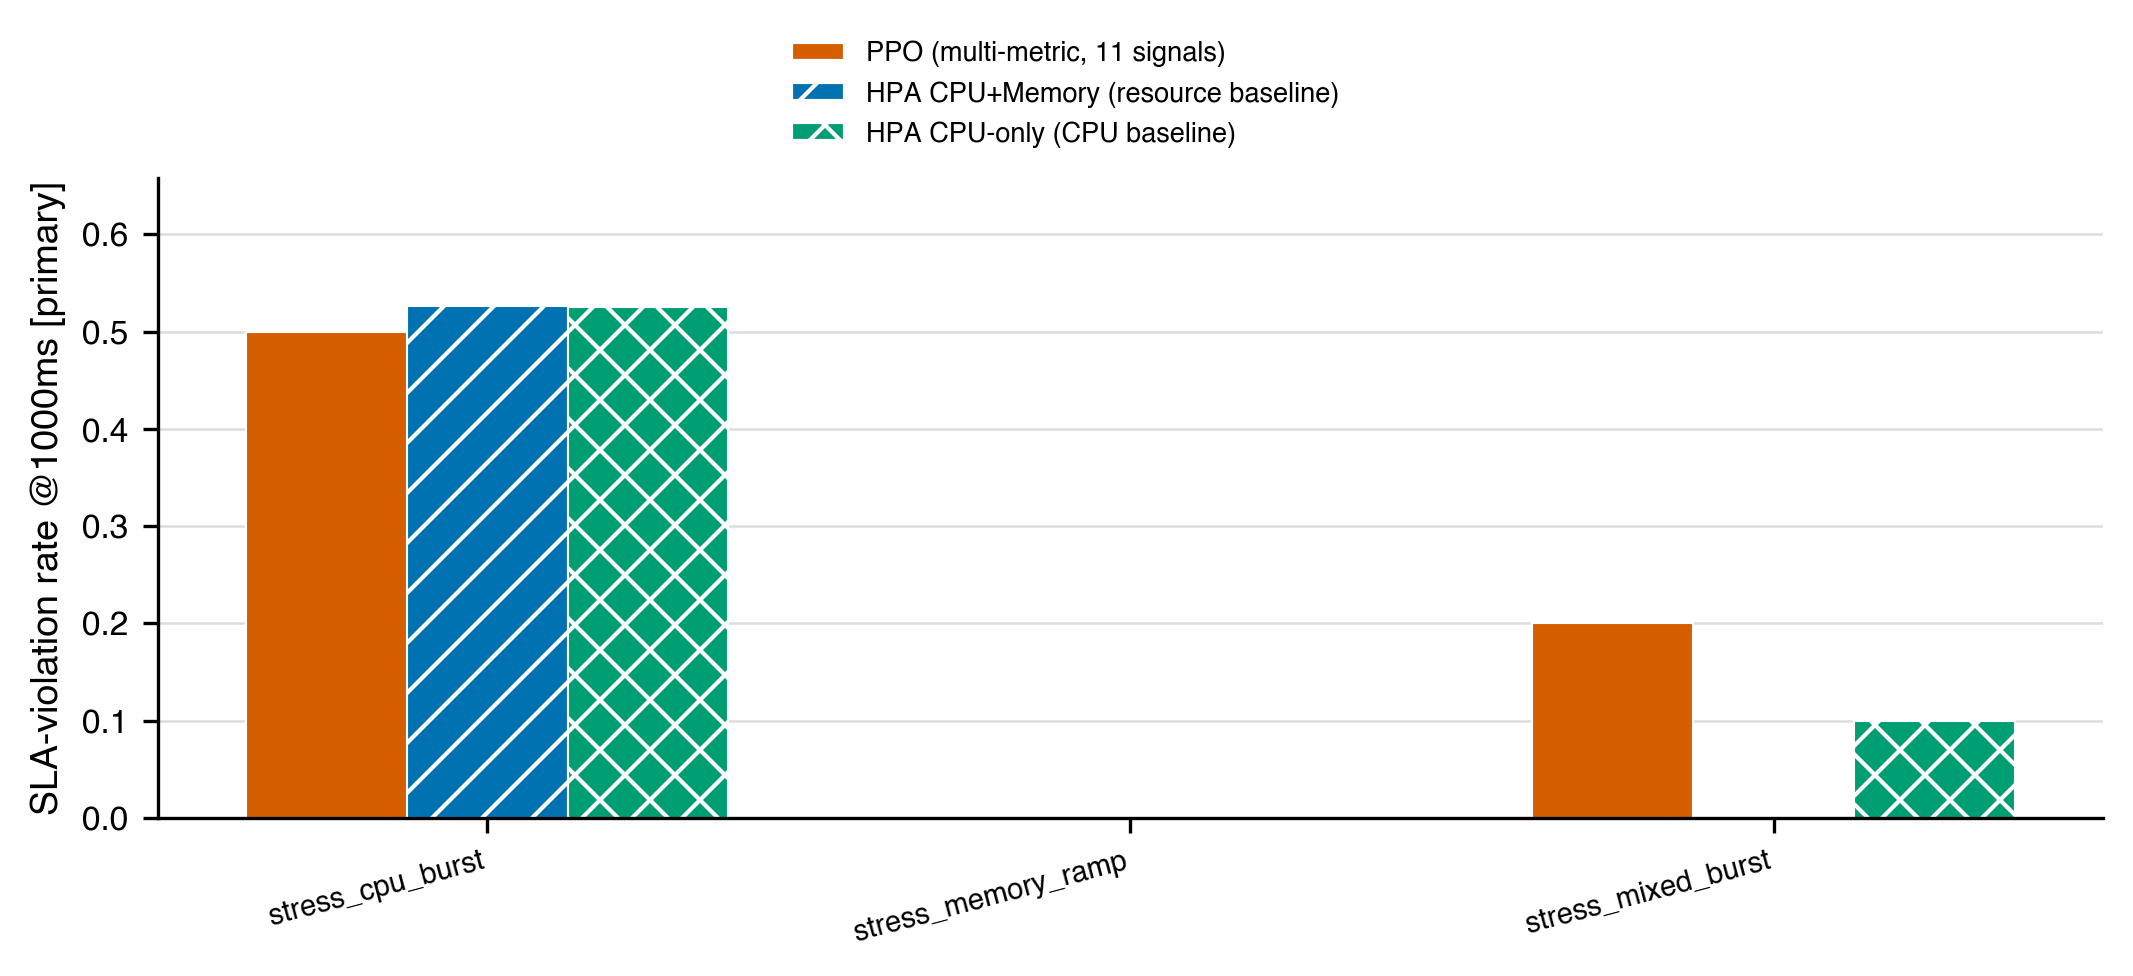 PPO (multi-metric, 11 signals)
HPA CPU+Memory (resource baseline)
HPA CPU-only (CPU baseline)
SLA-violation rate @1000ms [primary]
0.6
0.5
0.4
0.3
0.2
0.1
0.0
stress_cpu_burst
stress_memory_ramp
stress_mixed_burst